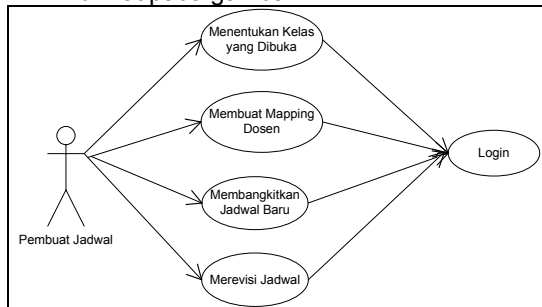 Menentukan Kelas
yang Dibuka
Membuat Mapping
Dosen
Login
Membangkitkan
Jadwal Baru
Pembuat Jadwal
Merevisi Jadwal